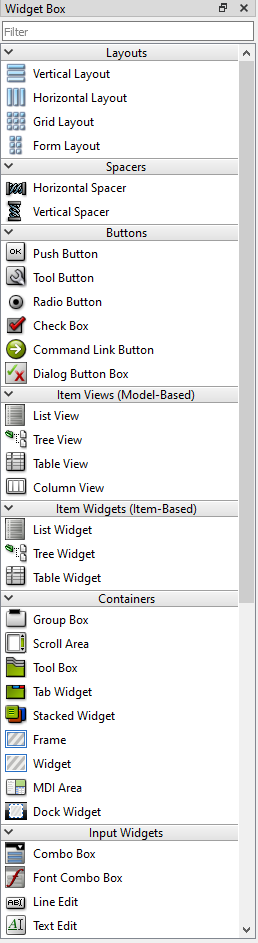 Widget Box
Filter
Layouts
Vertical Layout
Horizontal Layout
Grid Layout
Form Layout
Spacers
Horizontal Spacer
Vertical Spacer
Buttons
OK Push Button
Tool Button
Radio Button
Check Box
Command Link Button
Dialog Button Box
Item Views (Model-Based)
List View
Tree View
Table View
Column View
Item Widgets (Item-Based)
List Widget
Tree Widget
Table Widget
Containers
Group Box
Scroll Area
Tool Box
Tab Widget
Stacked Widget
Frame
Widget
MDI Area
Dock Widget
Input Widgets
Combo Box
Font Combo Box
ABI Line Edit
AI Text Edit